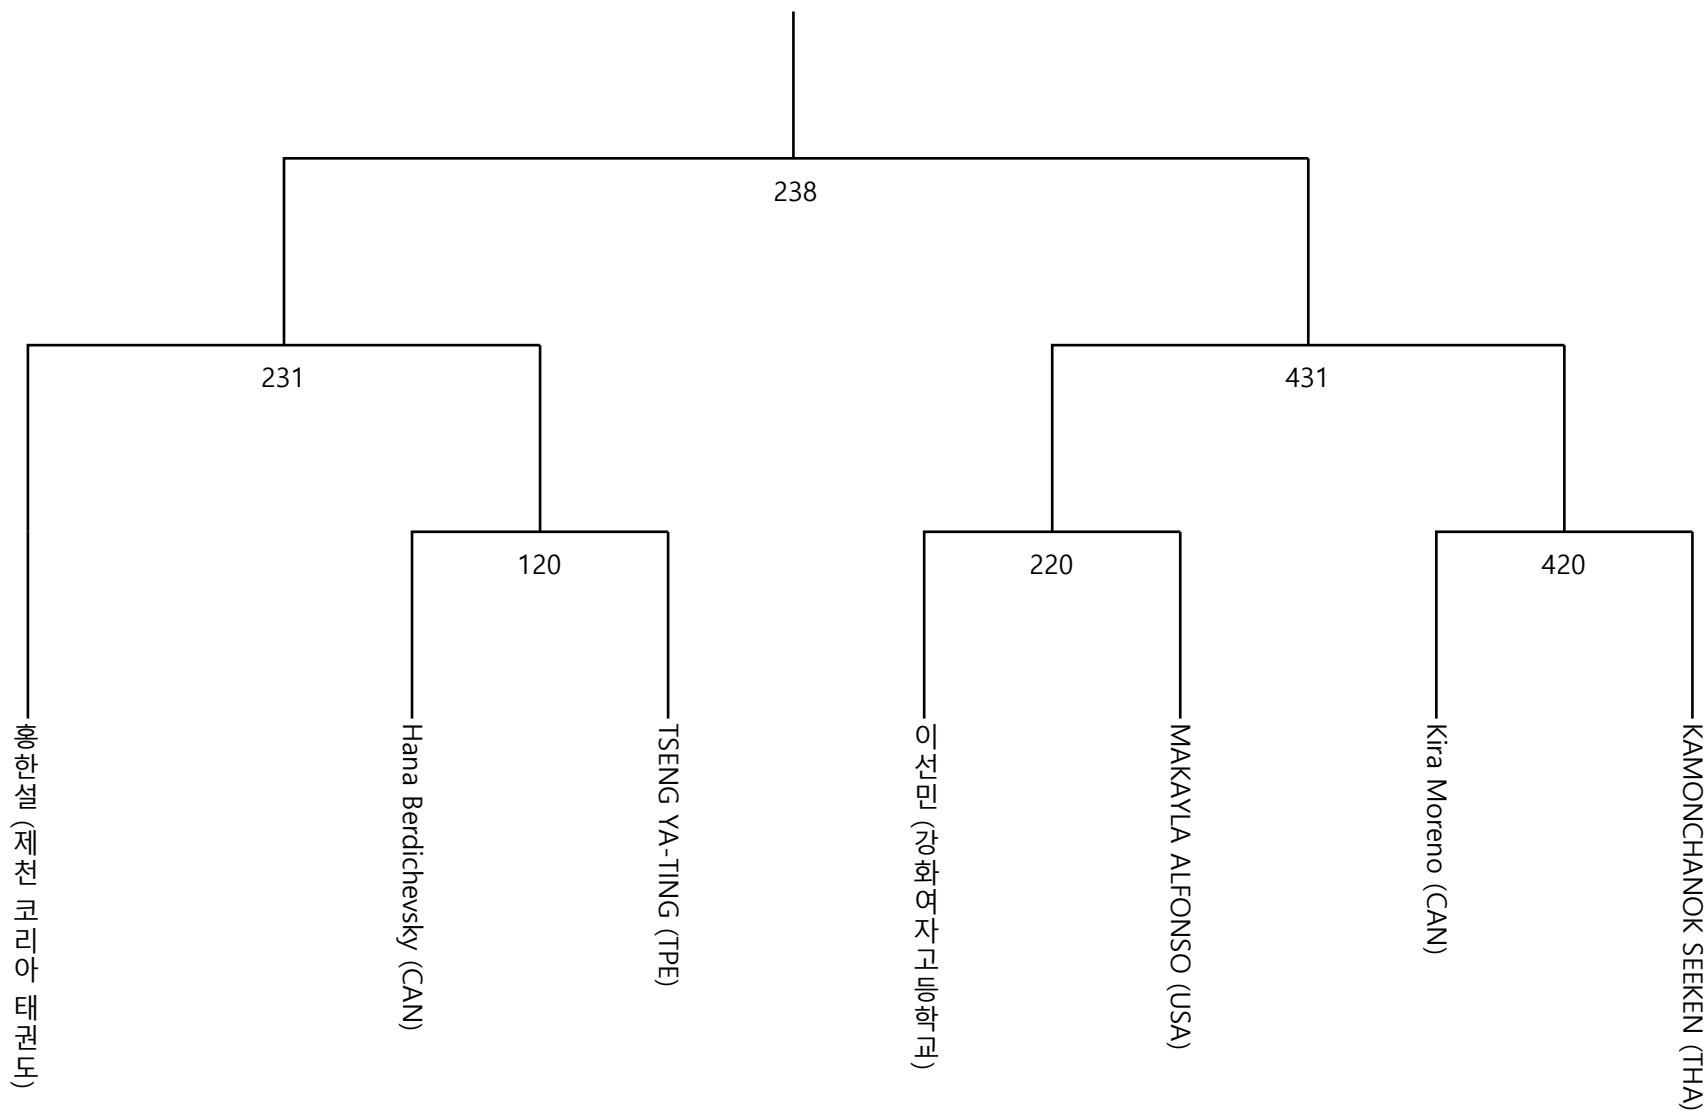 238
231
431
120
220
420
홍한설 (제천 코리아 태권도)
Hana Berdichevsky (CAN)
TSENG YA-TING (TPE)
이선민 (강화여자고등학교)
MAKAYLA ALFONSO (USA)
Kira Moreno (CAN)
KAMONCHANOK SEEKEN (THA)